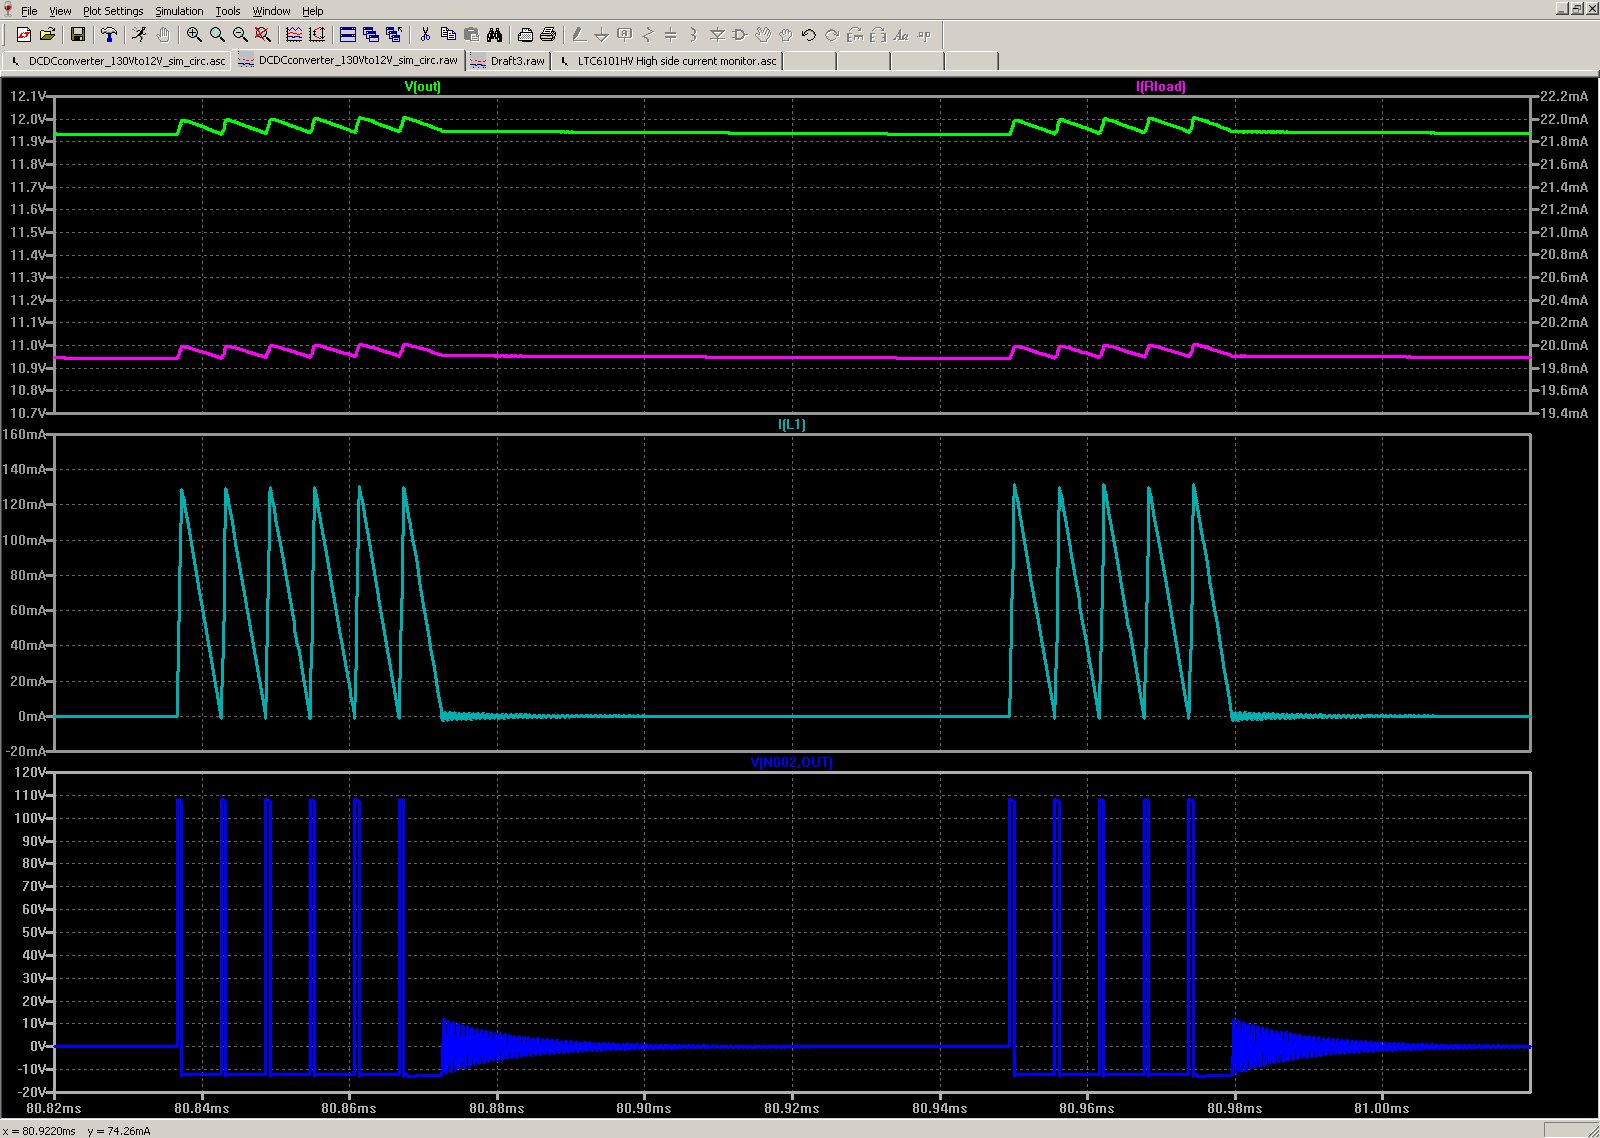 File View Plot Settings Simulation Tools Window Help
DCDCconverter_130Vto12V_sim_circ.asc DCDCconverter_130Vto12V_sim_circ.raw Draft3.raw LTC6101HV High side current monitor.asc
V(out) I(Rload)
12.1V 22.2mA
12.0V 22.0mA
11.9V 21.8mA
11.8V 21.6mA
11.7V 21.4mA
11.6V 21.2mA
11.5V 21.0mA
11.4V 20.8mA
11.3V 20.6mA
11.2V 20.4mA
11.1V 20.2mA
11.0V 20.0mA
10.9V 19.8mA
10.8V 19.6mA
10.7V 19.4mA
I(L1)
160mA
140mA
120mA
100mA
80mA
60mA
40mA
20mA
0mA
-20mA
V(N002,OUT)
120V
110V
100V
90V
80V
70V
60V
50V
40V
30V
20V
10V
0V
-10V
-20V
80.82ms 80.84ms 80.86ms 80.88ms 80.90ms 80.92ms 80.94ms 80.96ms 80.98ms 81.00ms
x = 80.9220ms y = 74.26mA